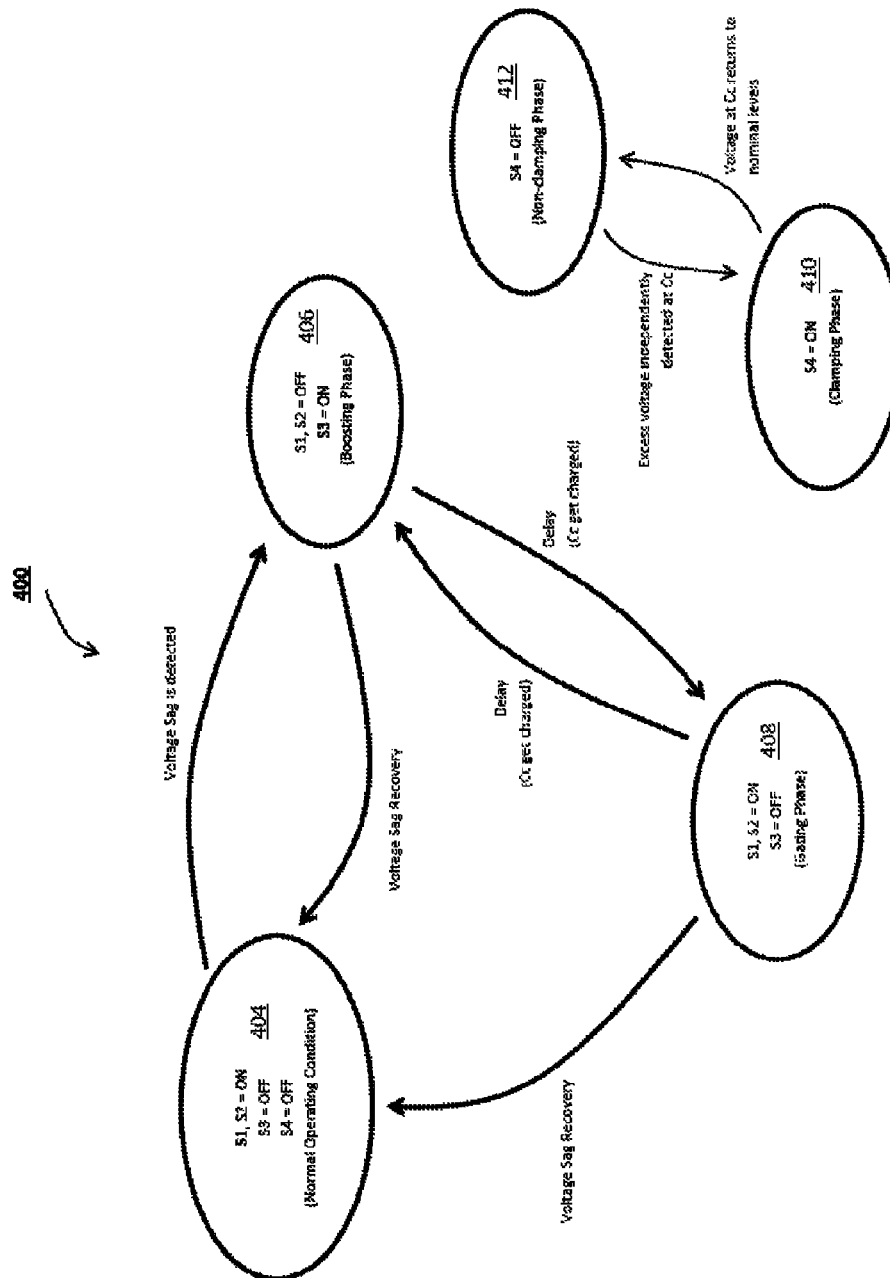 400
Voltage Sag is detected
S1, S2 = ON
404
S3 = OFF
S4 = OFF
(Normal Operating Condition)
Voltage Sag Recovery
S1, S2 = OFF
406
S3 = ON
(Boosting Phase)
Delay
(Cc get charged)
Delay
(Cc get charged)
Voltage Sag Recovery
S1, S2 = ON
408
S3 = OFF
(Gating Phase)
S4 = OFF
412
(Non-clamping Phase)
Excess voltage independently
detected at Cc
Voltage at Cc returns to
nominal levels
S4 = ON
410
(Clamping Phase)